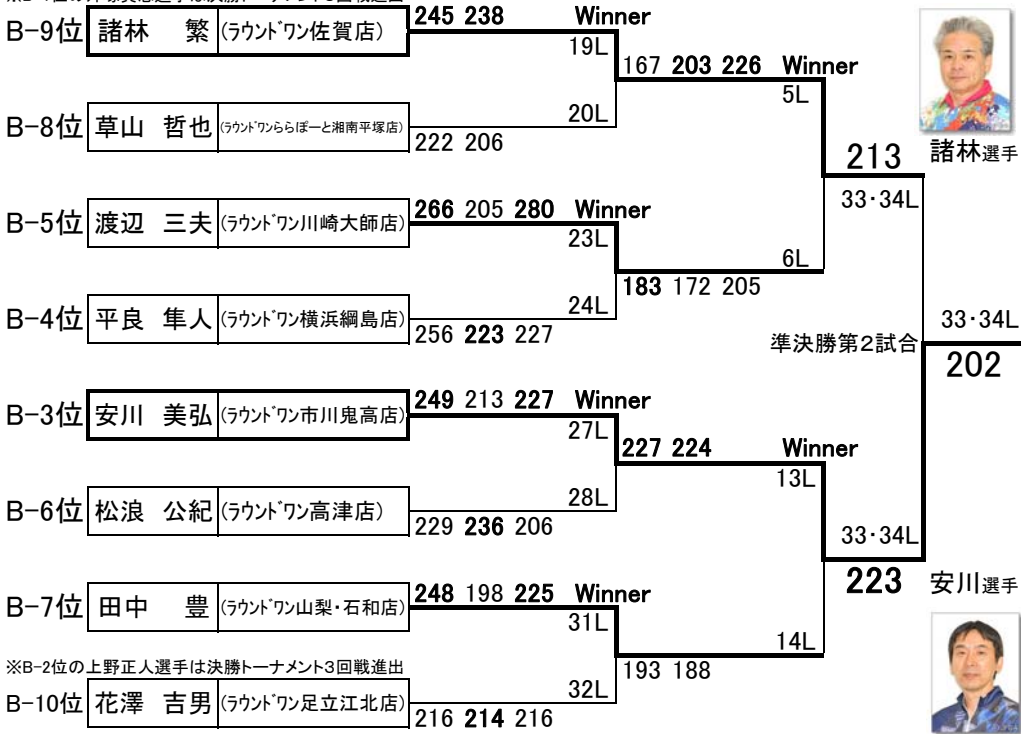 B-9位 諸林 繁 (ラウンドワン佐賀店) 245 238 Winner
19L
167 203 226 Winner
5L
20L
B-8位 草山 哲也 (ラウンドワンららぽーと湘南平塚店)
222 206
213 諸林選手
33・34L
B-5位 渡辺 三夫 (ラウンドワン川崎大師店) 266 205 280 Winner
23L
6L
183 172 205
24L
B-4位 平良 隼人 (ラウンドワン横浜綱島店)
256 223 227
33・34L
準決勝第2試合
202
B-3位 安川 美弘 (ラウンドワン市川鬼高店) 249 213 227 Winner
27L
227 224 Winner
13L
28L
B-6位 松浪 公紀 (ラウンドワン高津店)
229 236 206
33・34L
223 安川選手
B-7位 田中 豊 (ラウンドワン山梨・石和店) 248 198 225 Winner
31L
14L
193 188
※B-2位の上野正人選手は決勝トーナメント3回戦進出
32L
B-10位 花澤 吉男 (ラウンドワン足立江北店)
216 214 216